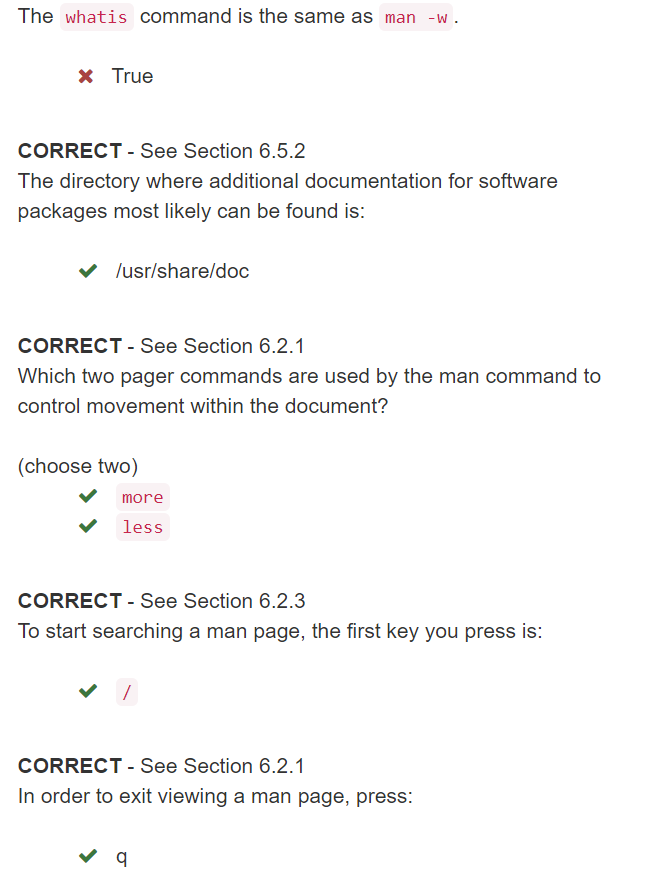 The whatis command is the same as man -w.
True
CORRECT - See Section 6.5.2
The directory where additional documentation for software
packages most likely can be found is:
/usr/share/doc
CORRECT - See Section 6.2.1
Which two pager commands are used by the man command to
control movement within the document?
(choose two)
more
less
CORRECT - See Section 6.2.3
To start searching a man page, the first key you press is:
/
CORRECT - See Section 6.2.1
In order to exit viewing a man page, press:
q